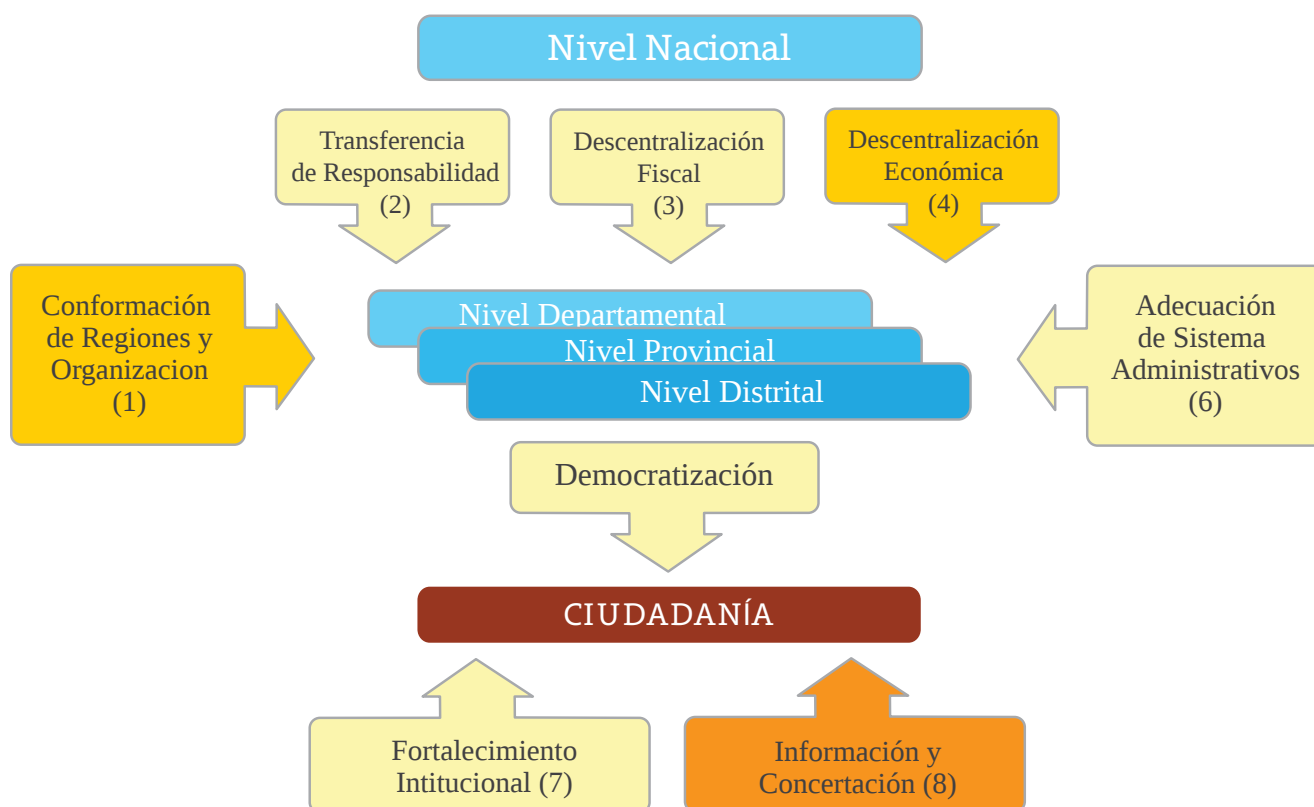 Nivel Nacional
Transferencia
de Responsabilidad
(2)
Descentralización
Fiscal
(3)
Descentralización
Económica
(4)
Conformación
de Regiones y
Organizacion
(1)
Nivel Departamental
Nivel Provincial
Nivel Distrital
Adecuación
de Sistema
Administrativos
(6)
Democratización
CIUDADANÍA
Fortalecimiento
Intitucional (7)
Información y
Concertación (8)